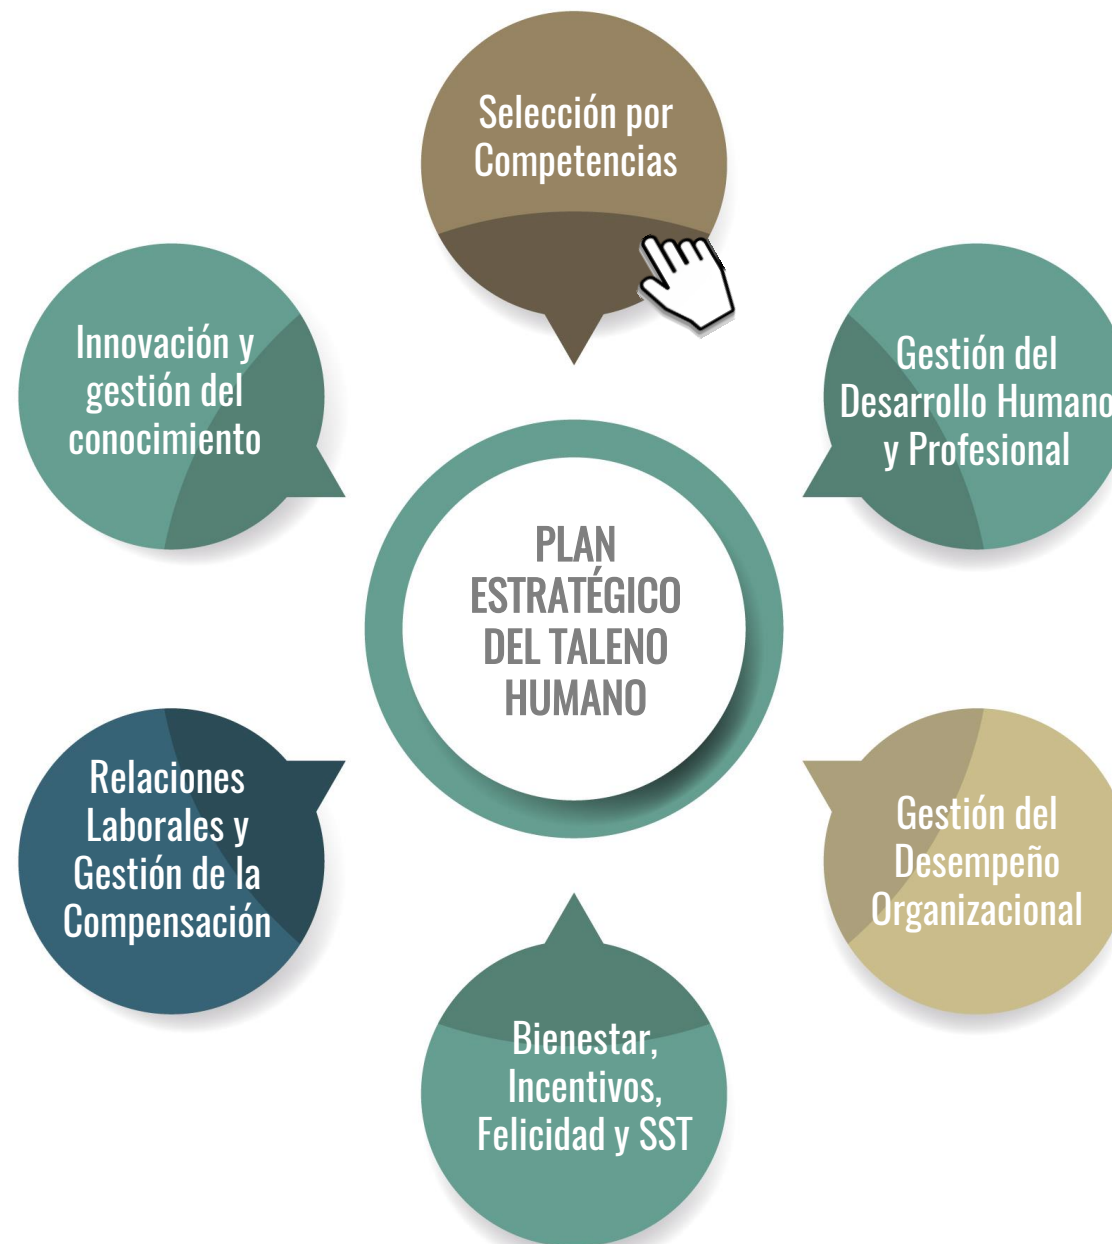 Selección por
Competencias
Innovación y
gestión del
conocimiento
Gestión del
Desarrollo Humano
y Profesional
PLAN
ESTRATÉGICO
DEL TALENO
HUMANO
Relaciones
Laborales y
Gestión de la
Compensación
Gestión del
Desempeño
Organizacional
Bienestar,
Incentivos,
Felicidad y SST